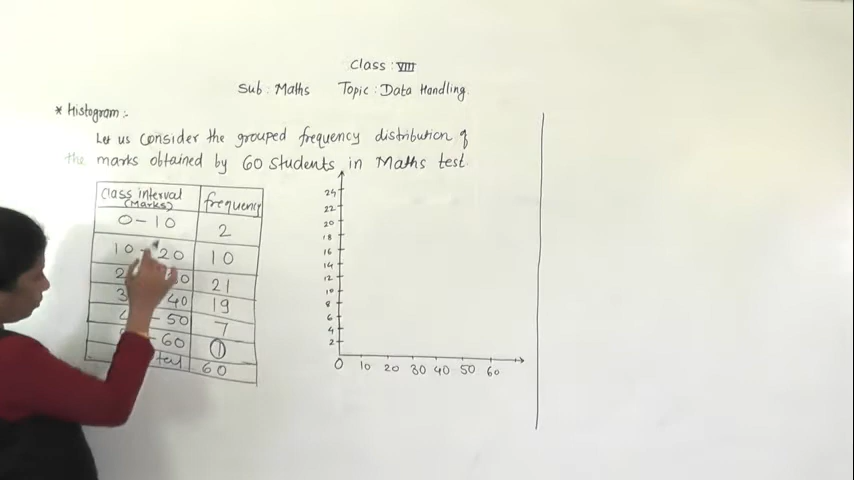 Class : VIII
Sub : Maths Topic : Data Handling.
* Histogram :-
Let us consider the grouped frequency distribution of
the marks obtained by 60 students in Maths test.
Class interval (Marks) frequency
0 - 10 2
10 - 20 10
21
40 19
- 50 7
- 60 1
60
24
22
20
18
16
14
12
10
8
6
4
2
0 10 20 30 40 50 60